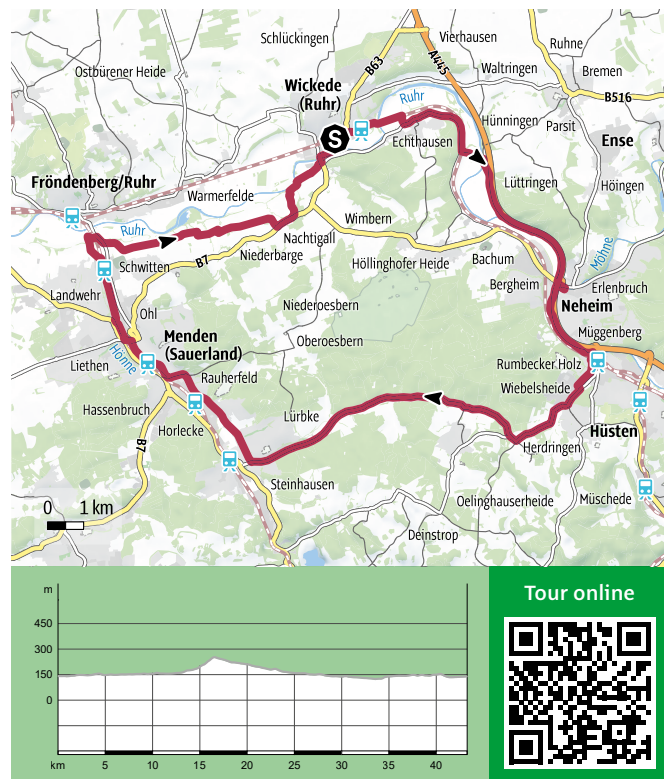 Schlückingen
Vierhausen
Ruhne
Ostbürener Heide
B63
A445
Waltringen
Bremen
Wickede
(Ruhr)
Ruhr
B516
S
Hünningen
Parsit
Echthausen
Ense
Fröndenberg/Ruhr
Lüttringen
Höingen
Warmerfelde
Ruhr
Wimbern
Nachtigall
Möhne
Schwitten
B7
Niederbarge
Höllinghofer Heide
Bachum
Bergheim
Erlenbruch
Landwehr
Niederoesbern
Neheim
Ohl
Menden
(Sauerland)
Oberoesbern
Müggenberg
Hönne
Liethen
Rauherfeld
Rumbecker Holz
Wiebelsheide
Hassenbruch
Lürbke
Horlecke
Hüsten
B7
Herdringen
Steinhausen
0 1 km
Oelinghauserheide
Müschede
Deinstrop
m
450
300
150
0
km 5 10 15 20 25 30 35 40
Tour online